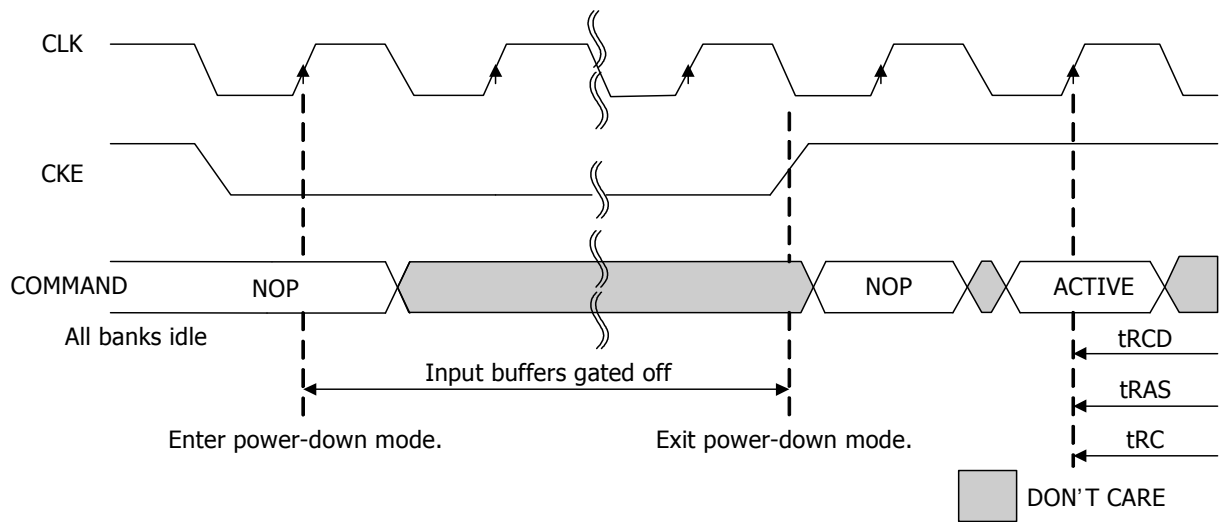 CLK
CKE
COMMAND
NOP
NOP
ACTIVE
All banks idle
tRCD
Input buffers gated off
tRAS
Enter power-down mode.
Exit power-down mode.
tRC
DON'T CARE